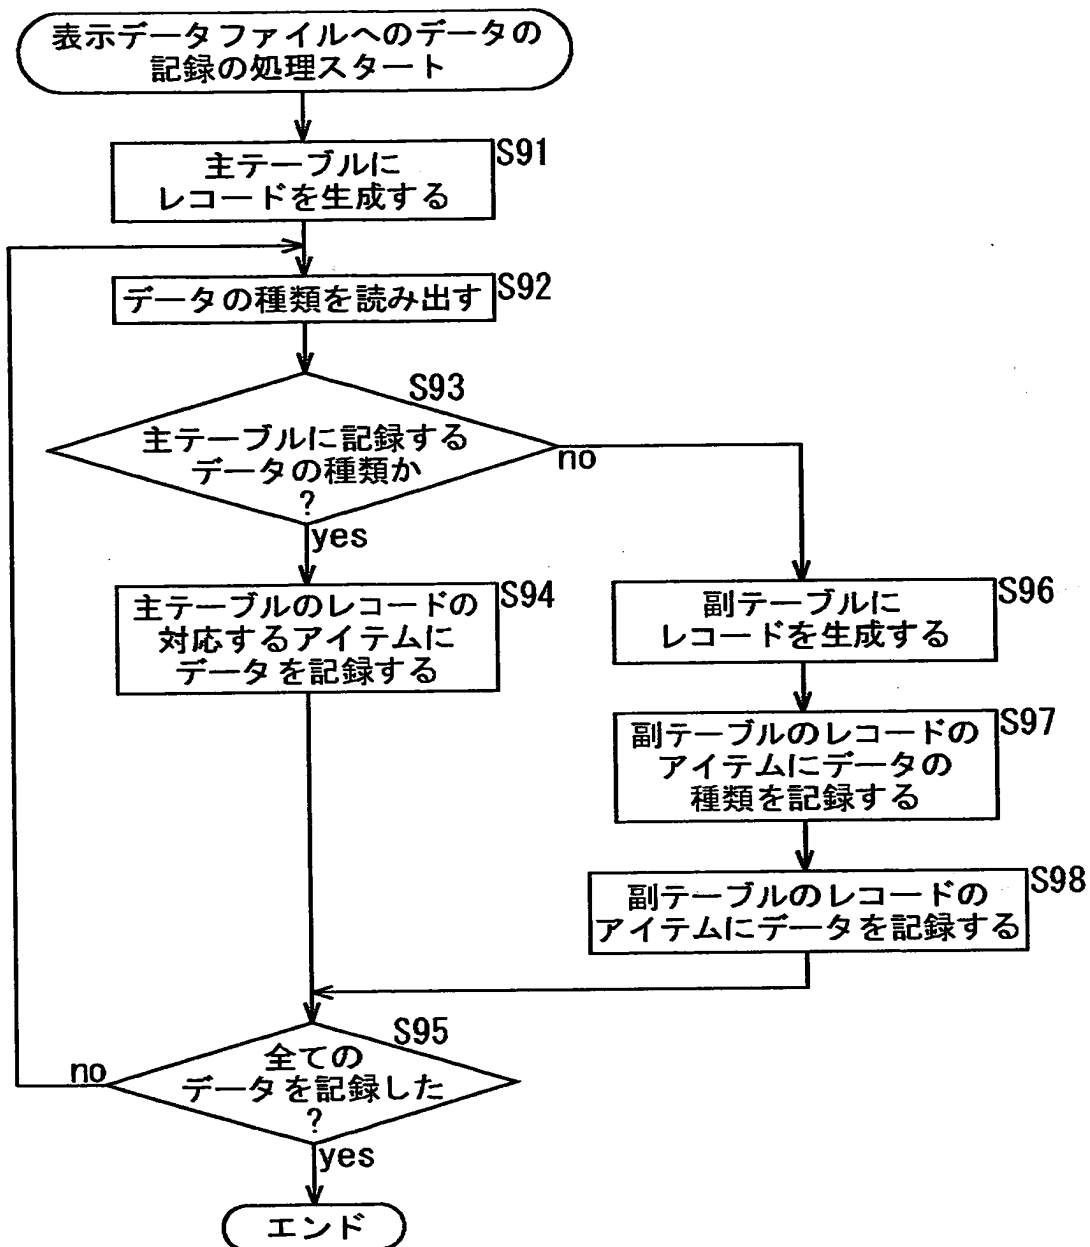 表示データファイルへのデータの
記録の処理スタート
S91
主テーブルに
レコードを生成する
データの種類を読み出す
S92
S93
主テーブルに記録する
データの種類か
?
no
yes
主テーブルのレコードの
対応するアイテムに
データを記録する
S94
副テーブルに
レコードを生成する
S96
副テーブルのレコードの
アイテムにデータの
種類を記録する
S97
副テーブルのレコードの
アイテムにデータを記録する
S98
S95
全ての
データを記録した
?
no
yes
エンド